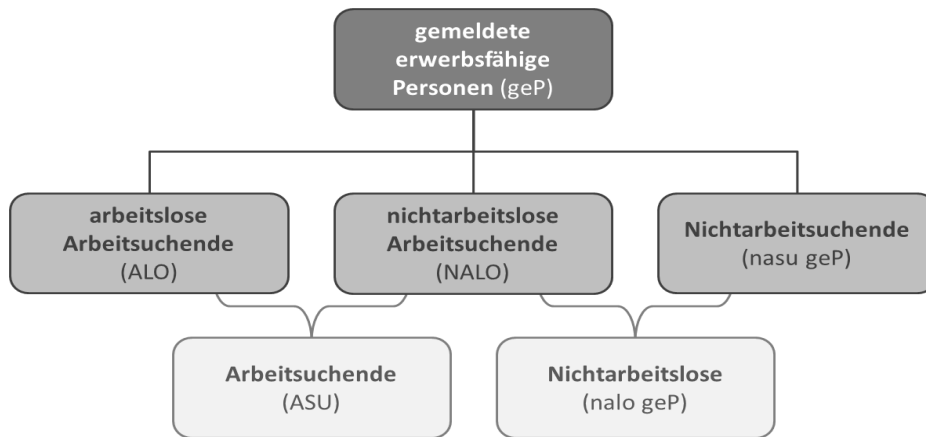 gemeldete
erwerbsfähige
Personen (geP)
arbeitslose
Arbeitsuchende
(ALO)
nichtarbeitslose
Arbeitsuchende
(NALO)
Nichtarbeitsuchende
(nasu geP)
Arbeitsuchende
(ASU)
Nichtarbeitslose
(nalo geP)